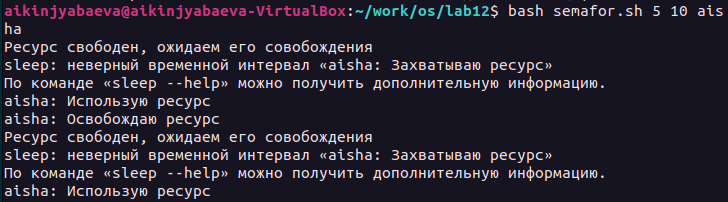 aikinjyabaeva@aikinjyabaeva-VirtualBox:~/work/os/lab12$ bash semafor.sh 5 10 ais
ha
Ресурс свободен, ожидаем его совобождения
sleep: неверный временной интервал «aisha: Захватываю ресурс»
По команде «sleep --help» можно получить дополнительную информацию.
aisha: Использую ресурс
aisha: Освобождаю ресурс
Ресурс свободен, ожидаем его совобождения
sleep: неверный временной интервал «aisha: Захватываю ресурс»
По команде «sleep --help» можно получить дополнительную информацию.
aisha: Использую ресурс